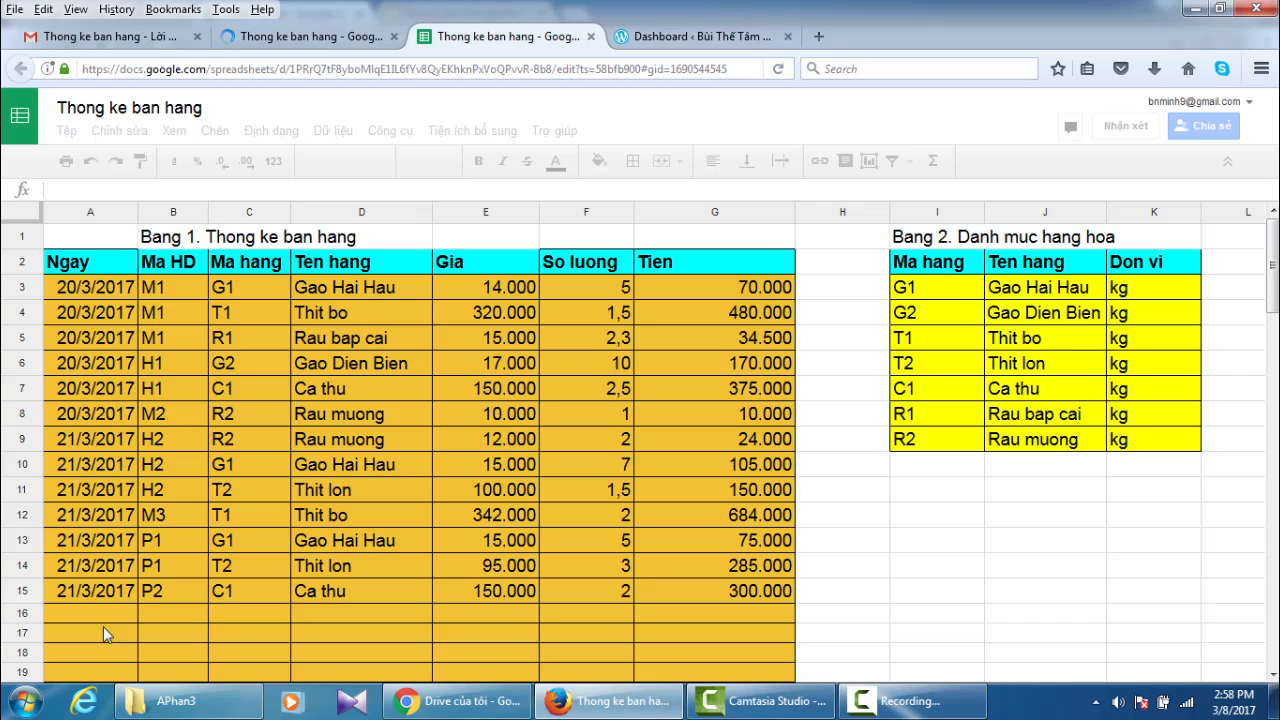 File Edit View History Bookmarks Tools Help
Thong ke ban hang - Lời ... Thong ke ban hang - Goog... Thong ke ban hang - Goog... Dashboard ‹ Bùi Thế Tâm ...
https://docs.google.com/spreadsheets/d/1PRrQ7tF8yboMIqE1IL6fYv8QyEKhknPxVoQPvvR-8b8/edit?ts=58bfb900#gid=1690544545 Search
Thong ke ban hang bnminh9@gmail.com
Tệp Chỉnh sửa Xem Chèn Định dạng Dữ liệu Công cụ Tiện ích bổ sung Trợ giúp Nhận xét Chia sẻ
đ % .0 .00 123 B I S A Σ
fx
A B C D E F G H I J K L
1 Bang 1. Thong ke ban hang Bang 2. Danh muc hang hoa
2 Ngay Ma HD Ma hang Ten hang Gia So luong Tien Ma hang Ten hang Don vi
3 20/3/2017 M1 G1 Gao Hai Hau 14.000 5 70.000 G1 Gao Hai Hau kg
4 20/3/2017 M1 T1 Thit bo 320.000 1,5 480.000 G2 Gao Dien Bien kg
5 20/3/2017 M1 R1 Rau bap cai 15.000 2,3 34.500 T1 Thit bo kg
6 20/3/2017 H1 G2 Gao Dien Bien 17.000 10 170.000 T2 Thit lon kg
7 20/3/2017 H1 C1 Ca thu 150.000 2,5 375.000 C1 Ca thu kg
8 20/3/2017 M2 R2 Rau muong 10.000 1 10.000 R1 Rau bap cai kg
9 21/3/2017 H2 R2 Rau muong 12.000 2 24.000 R2 Rau muong kg
10 21/3/2017 H2 G1 Gao Hai Hau 15.000 7 105.000
11 21/3/2017 H2 T2 Thit lon 100.000 1,5 150.000
12 21/3/2017 M3 T1 Thit bo 342.000 2 684.000
13 21/3/2017 P1 G1 Gao Hai Hau 15.000 5 75.000
14 21/3/2017 P1 T2 Thit lon 95.000 3 285.000
15 21/3/2017 P2 C1 Ca thu 150.000 2 300.000
16
17
18
19
APhan3 Drive của tôi - Go... Thong ke ban ha... Camtasia Studio -... Recording...
2:58 PM
3/8/2017